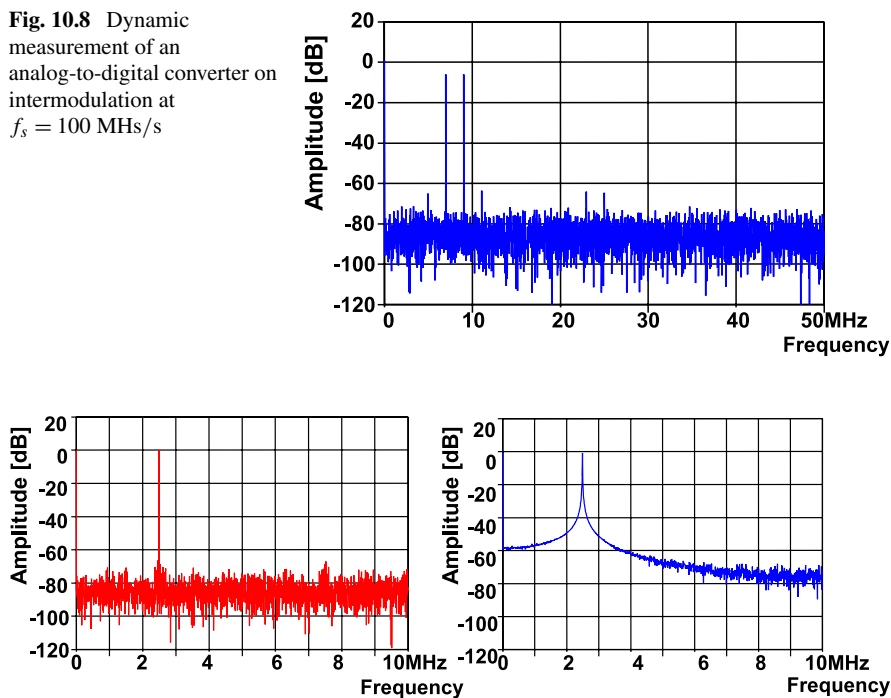 Fig. 10.8 Dynamic
measurement of an
analog-to-digital converter on
intermodulation at
fₛ = 100 MHs/s
Amplitude [dB]
20
0
-20
-40
-60
-80
-100
-120
0 10 20 30 40 50MHz
Frequency
Amplitude [dB]
20
0
-20
-40
-60
-80
-100
-120
0 2 4 6 8 10MHz
Frequency
Amplitude [dB]
20
0
-20
-40
-60
-80
-100
-120
0 2 4 6 8 10MHz
Frequency